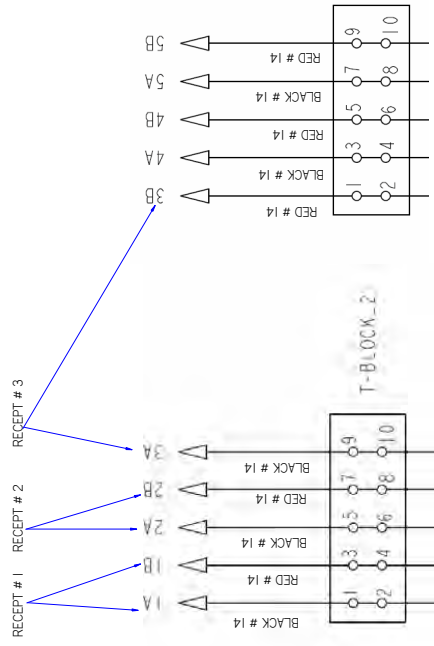 RECEPT # 1
RECEPT # 2
RECEPT # 3
1A
1B
2A
2B
3A
3B
4A
4B
5A
5B
BLACK # 14
RED # 14
BLACK # 14
RED # 14
BLACK # 14
RED # 14
BLACK # 14
RED # 14
BLACK # 14
RED # 14
1 3 5 7 9
2 4 6 8 10
T-BLOCK_2
1 3 5 7 9
2 4 6 8 10